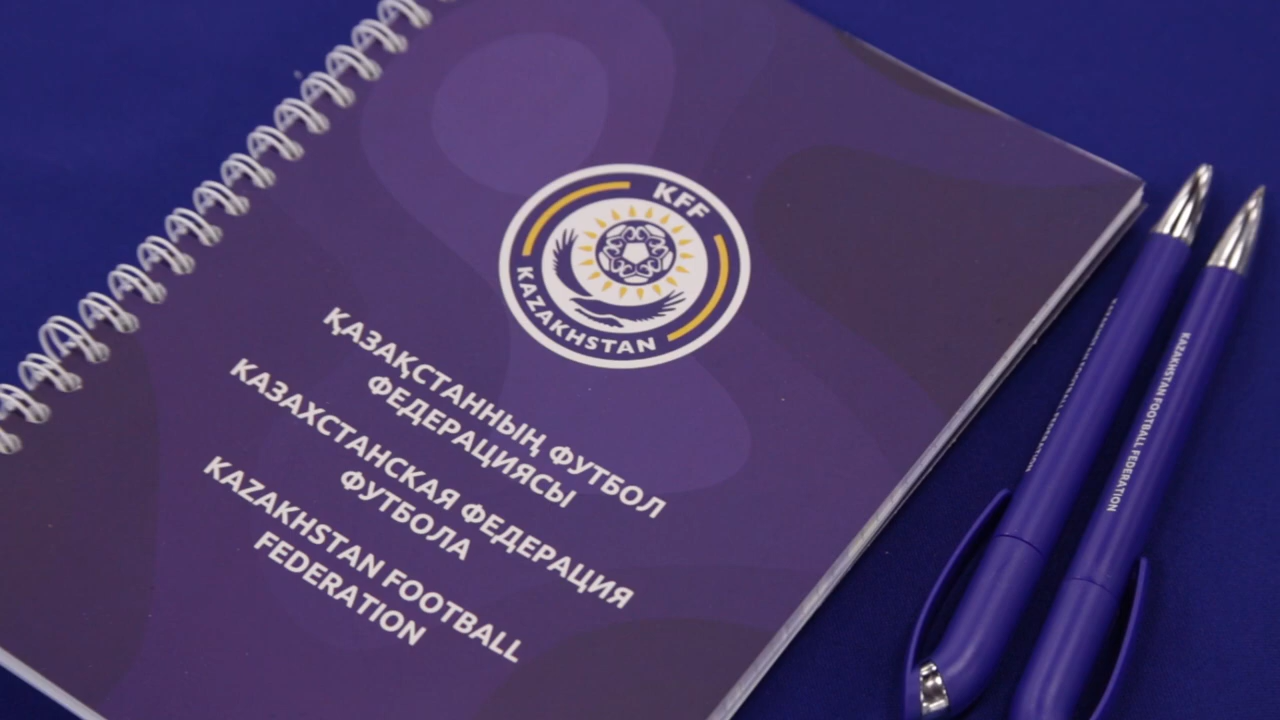 KFF
KAZAKHSTAN
ҚАЗАҚСТАННЫҢ ФУТБОЛ
ФЕДЕРАЦИЯСЫ
КАЗАХСТАНСКАЯ ФЕДЕРАЦИЯ
ФУТБОЛА
KAZAKHSTAN FOOTBALL
FEDERATION
KAZAKHSTAN FOOTBALL FEDERATION